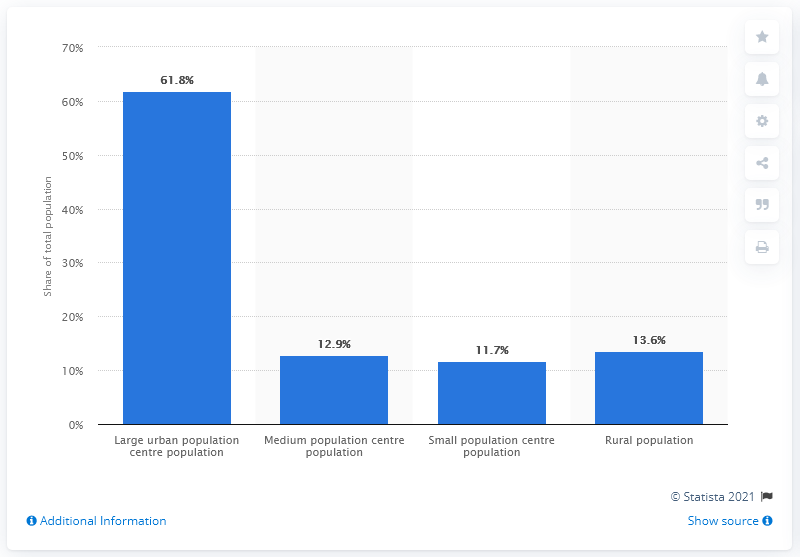 70%
61.8%
60%
50%
40%
30%
20%
10%
0%
Share of total population
12.9%
11.7%
13.6%
Large urban population
centre population
Medium population centre
population
Small population centre
population
Rural population
© Statista 2021
Additional Information
Show source